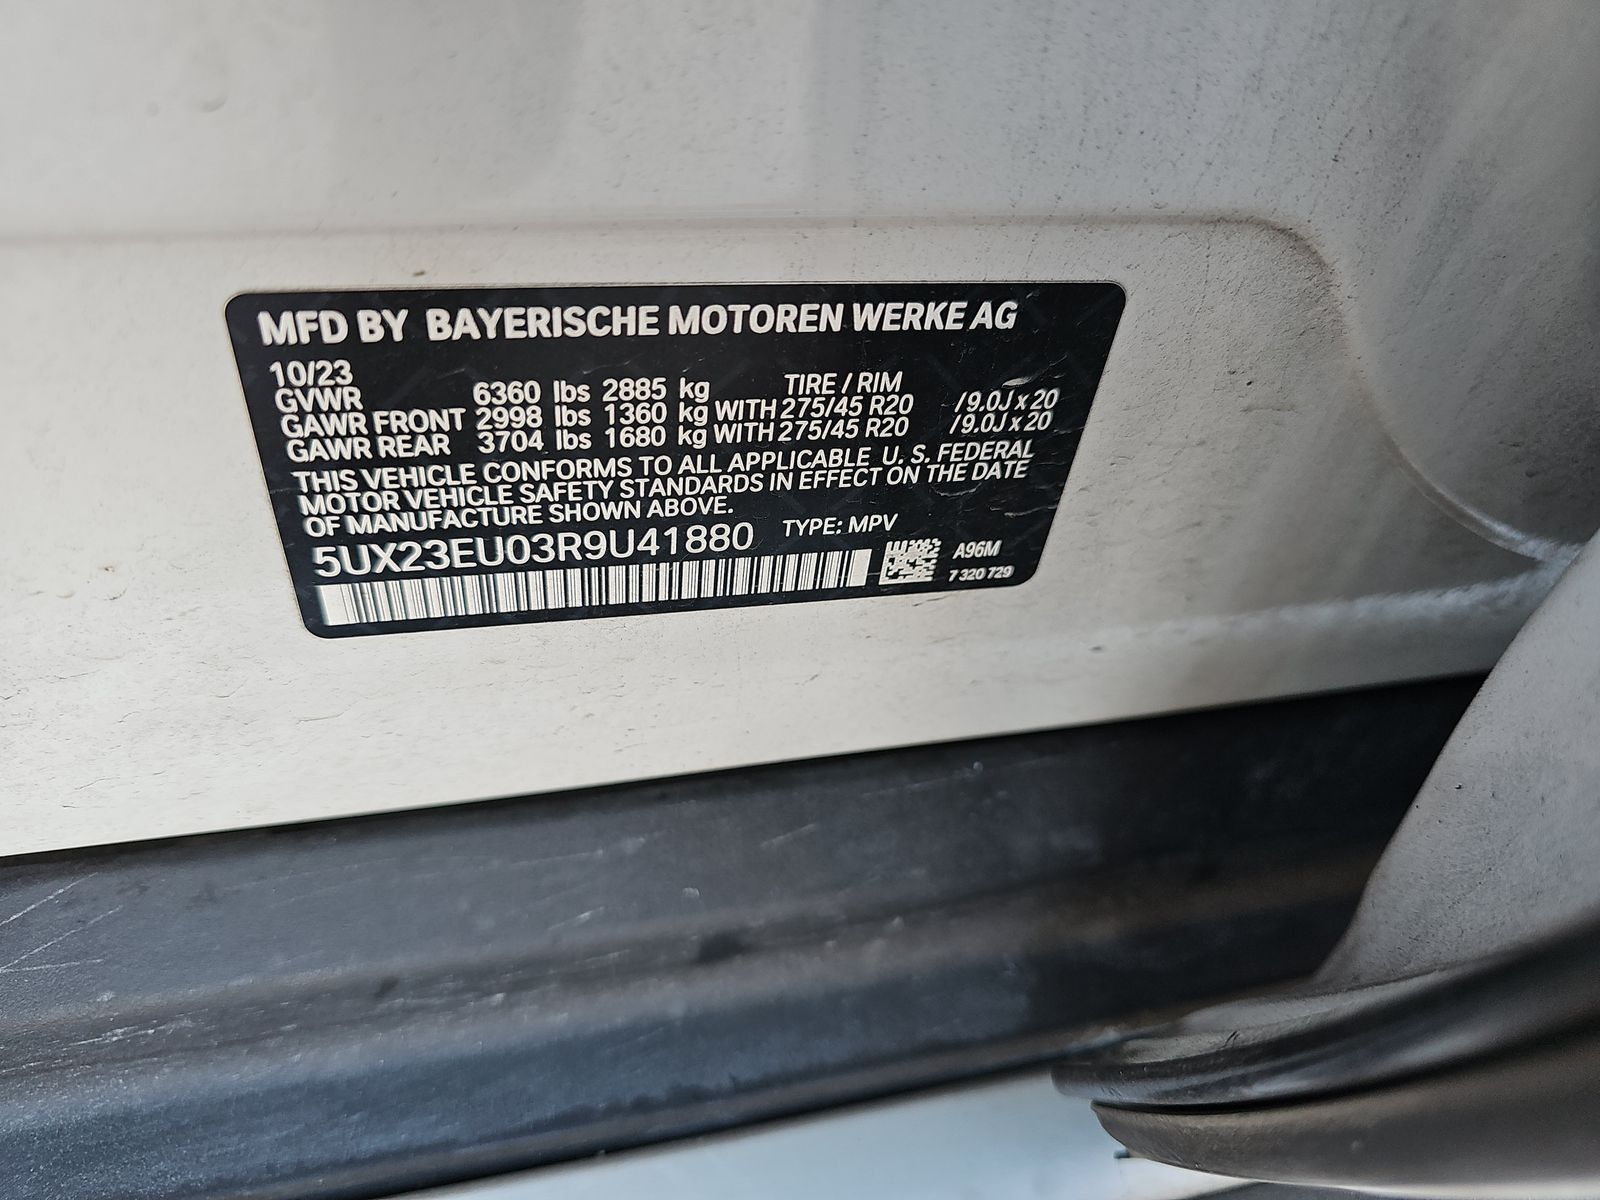 MFD BY BAYERISCHE MOTOREN WERKE AG
10/23 TIRE / RIM
GVWR 6360 lbs 2885 kg
GAWR FRONT 2998 lbs 1360 kg WITH 275/45 R20 /9.0J x 20
GAWR REAR 3704 lbs 1680 kg WITH 275/45 R20 /9.0J x 20
THIS VEHICLE CONFORMS TO ALL APPLICABLE U. S. FEDERAL
MOTOR VEHICLE SAFETY STANDARDS IN EFFECT ON THE DATE
OF MANUFACTURE SHOWN ABOVE.
5UX23EU03R9U41880 TYPE: MPV
A96M
7 320 729